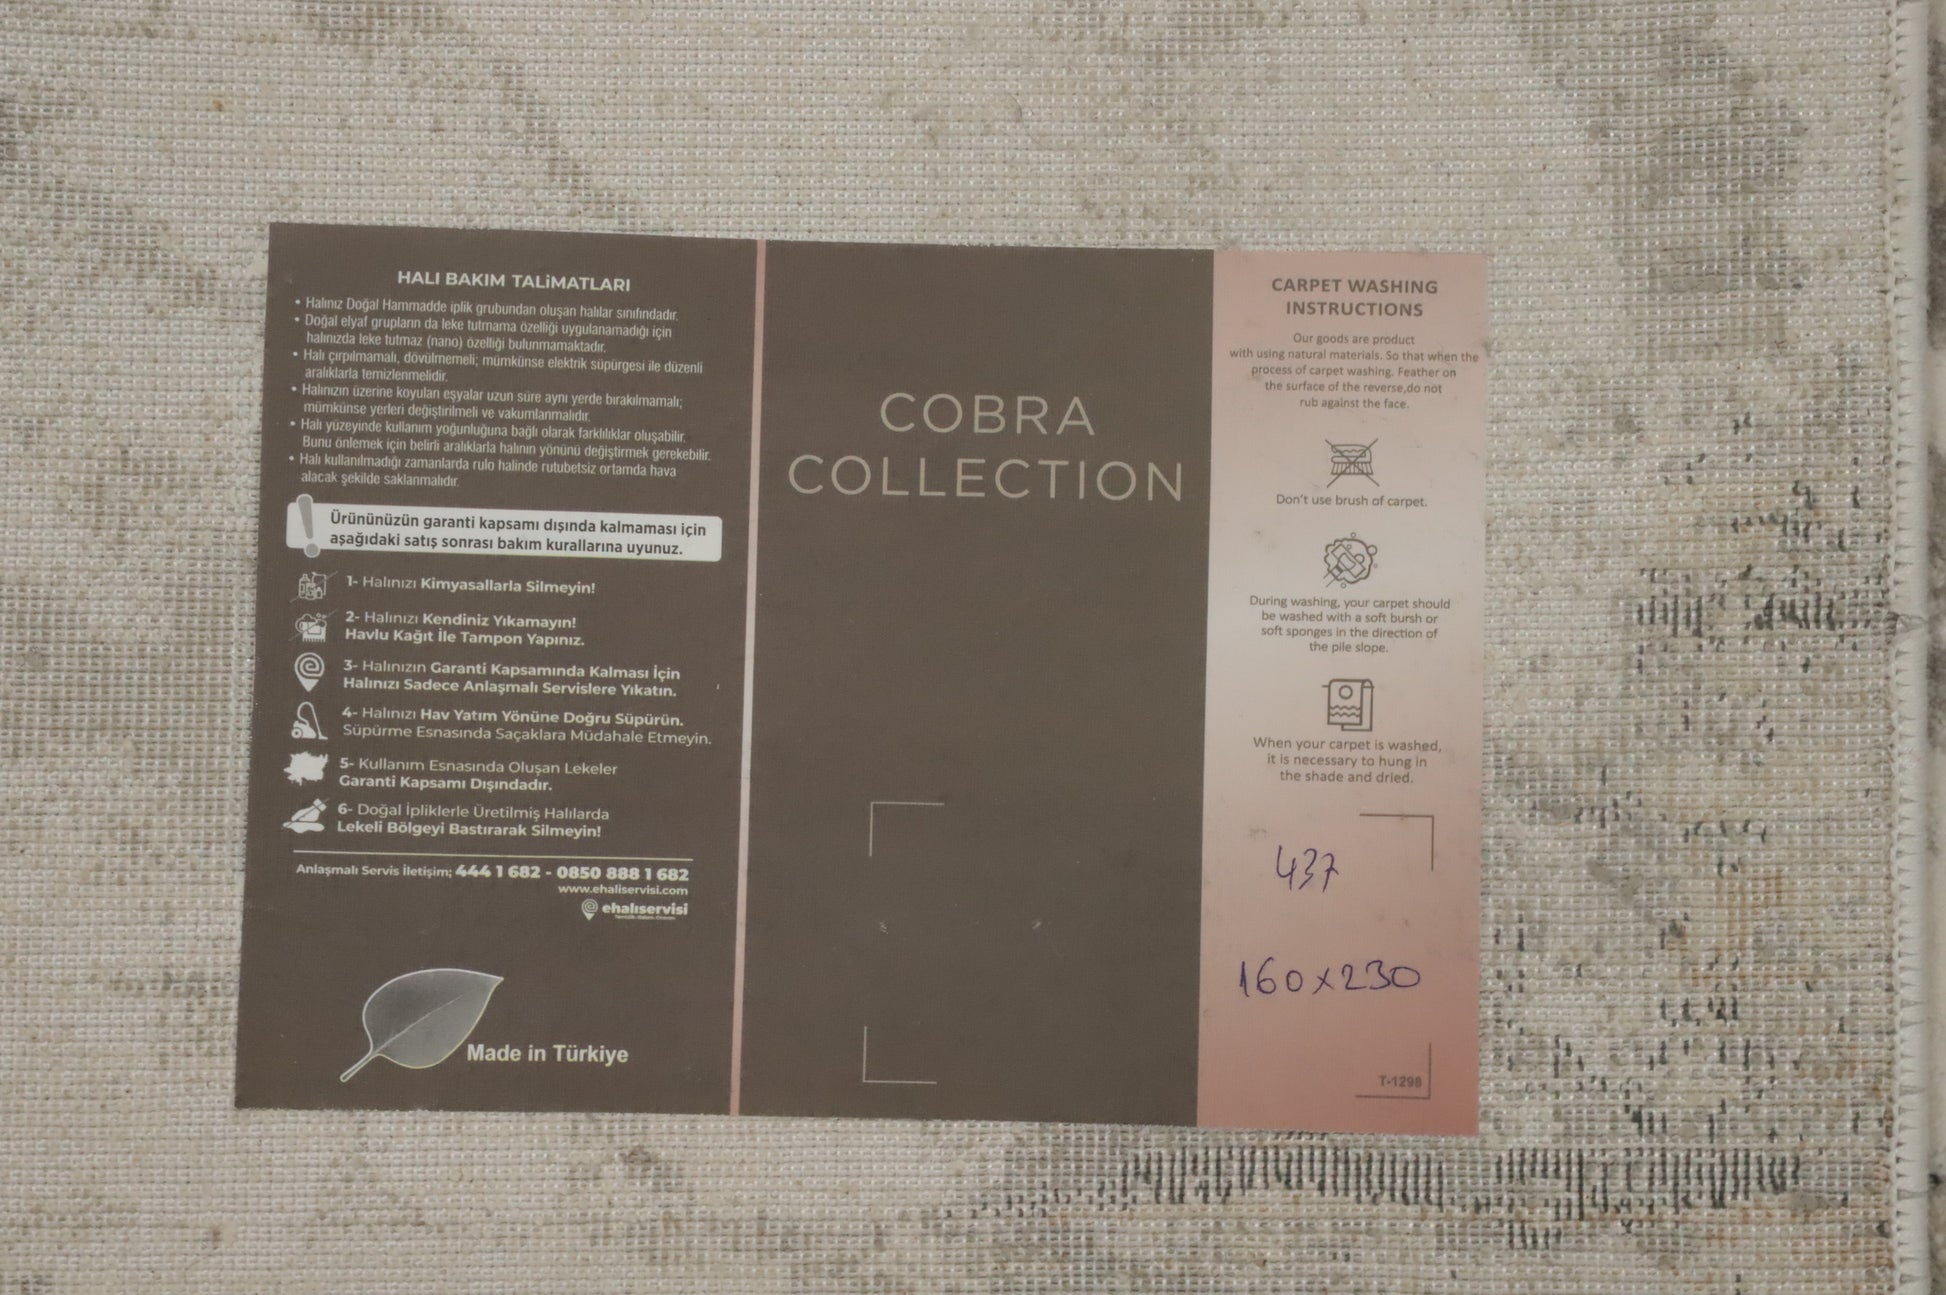 HALI BAKIM TALiMATLARI
• Halınız Doğal Hammadde iplik grubundan oluşan halılar sınıfındadır.
• Doğal elyaf grupların da leke tutmama özelliği uygulanamadığı için
halınızda leke tutmaz (nano) özelliği bulunmamaktadır.
• Halı çırpılmamalı, dövülmemeli; mümkünse elektrik süpürgesi ile düzenli
aralıklarla temizlenmelidir.
• Halınızın üzerine koyulan eşyalar uzun süre aynı yerde bırakılmamalı;
mümkünse yerleri değiştirilmeli ve vakumlanmalıdır.
• Halı yüzeyinde kullanım yoğunluğuna bağlı olarak farklılıklar oluşabilir.
Bunu önlemek için belirli aralıklarla halının yönünü değiştirmek gerekebilir.
• Halı kullanılmadığı zamanlarda rulo halinde rutubetsiz ortamda hava
alacak şekilde saklanmalıdır.
Ürününüzün garanti kapsamı dışında kalmaması için
aşağıdaki satış sonrası bakım kurallarına uyunuz.
1- Halınızı Kimyasallarla Silmeyin!
2- Halınızı Kendiniz Yıkamayın!
Havlu Kağıt İle Tampon Yapınız.
3- Halınızın Garanti Kapsamında Kalması İçin
Halınızı Sadece Anlaşmalı Servislere Yıkatın.
4- Halınızı Hav Yatım Yönüne Doğru Süpürün.
Süpürme Esnasında Saçaklara Müdahale Etmeyin.
5- Kullanım Esnasında Oluşan Lekeler
Garanti Kapsamı Dışındadır.
6- Doğal İpliklerle Üretilmiş Halılarda
Lekeli Bölgeyi Bastırarak Silmeyin!
Anlaşmalı Servis İletişim; 444 1 682 - 0850 888 1 682
www.ehaliservisi.com
ehalıservisi
Made in Türkiye
COBRA
COLLECTION
CARPET WASHING
INSTRUCTIONS
Our goods are product
with using natural materials. So that when the
process of carpet washing. Feather on
the surface of the reverse,do not
rub against the face.
Don't use brush of carpet.
During washing, your carpet should
be washed with a soft bursh or
soft sponges in the direction of
the pile slope.
When your carpet is washed,
it is necessary to hung in
the shade and dried.
437
160x230
T-1298